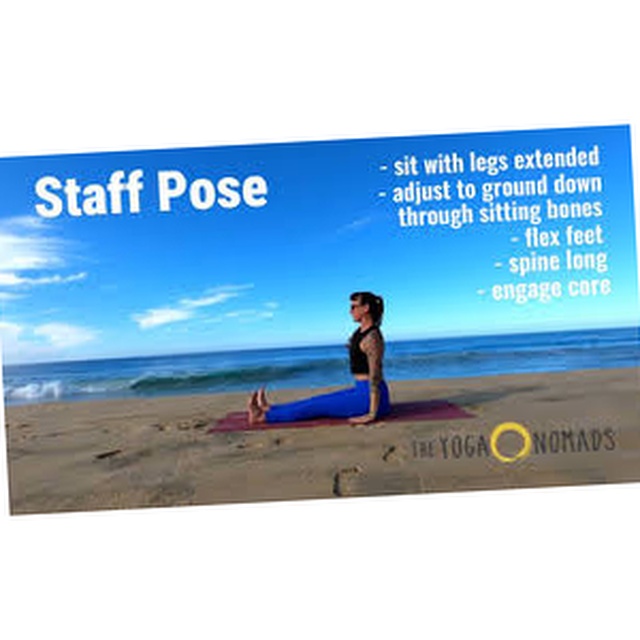 Staff Pose
- sit with legs extended
- adjust to ground down
through sitting bones
- flex feet
- spine long
- engage core
THE YOGA NOMADS